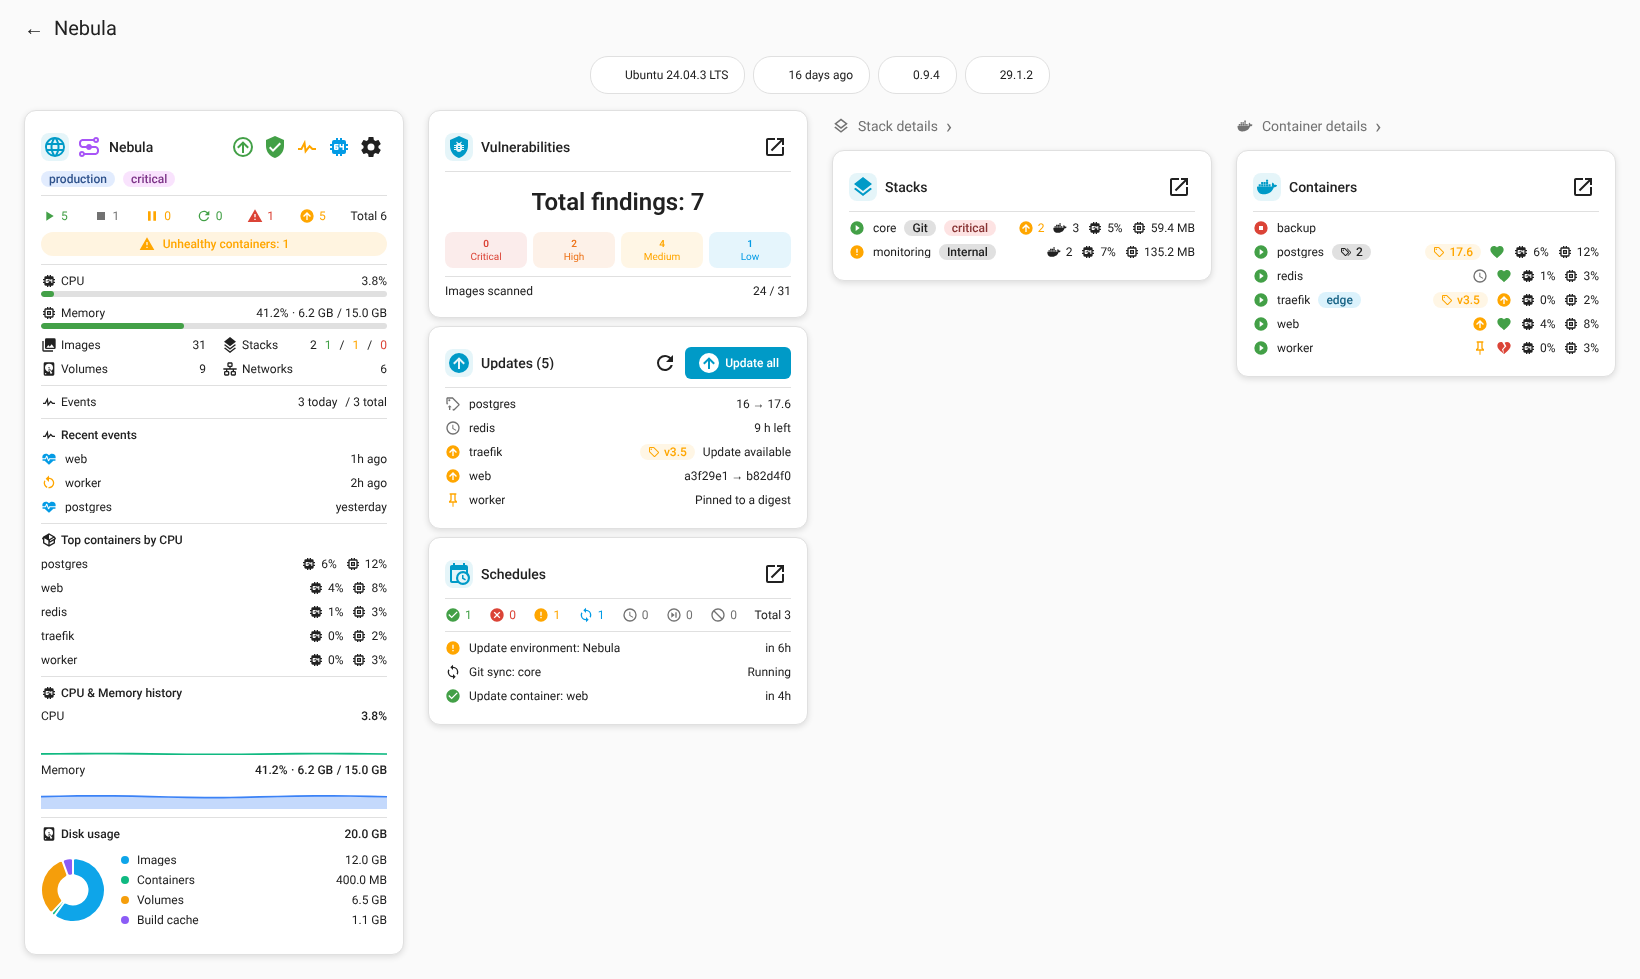 ← Nebula
Ubuntu 24.04.3 LTS
16 days ago
0.9.4
29.1.2
Nebula
64
production critical
5 1 0 0 1 5 Total 6
Unhealthy containers: 1
CPU 3.8%
Memory 41.2% · 6.2 GB / 15.0 GB
Images 31 Stacks 2 1 / 1 / 0
Volumes 9 Networks 6
Events 3 today / 3 total
Recent events
web 1h ago
worker 2h ago
postgres yesterday
Top containers by CPU
postgres 6% 12%
web 4% 8%
redis 1% 3%
traefik 0% 2%
worker 0% 3%
CPU & Memory history
CPU 3.8%
Memory 41.2% · 6.2 GB / 15.0 GB
Disk usage 20.0 GB
Images 12.0 GB
Containers 400.0 MB
Volumes 6.5 GB
Build cache 1.1 GB
Vulnerabilities
Total findings: 7
0 2 4 1
Critical High Medium Low
Images scanned 24 / 31
Updates (5) Update all
postgres 16 → 17.6
redis 9 h left
traefik v3.5 Update available
web a3f29e1 → b82d4f0
worker Pinned to a digest
Schedules
1 0 1 1 0 0 0 Total 3
Update environment: Nebula in 6h
Git sync: core Running
Update container: web in 4h
Stack details ›
Stacks
core Git critical 2 3 5% 59.4 MB
monitoring Internal 2 7% 135.2 MB
Container details ›
Containers
backup
postgres 2 17.6 6% 12%
redis 1% 3%
traefik edge v3.5 0% 2%
web 4% 8%
worker 0% 3%